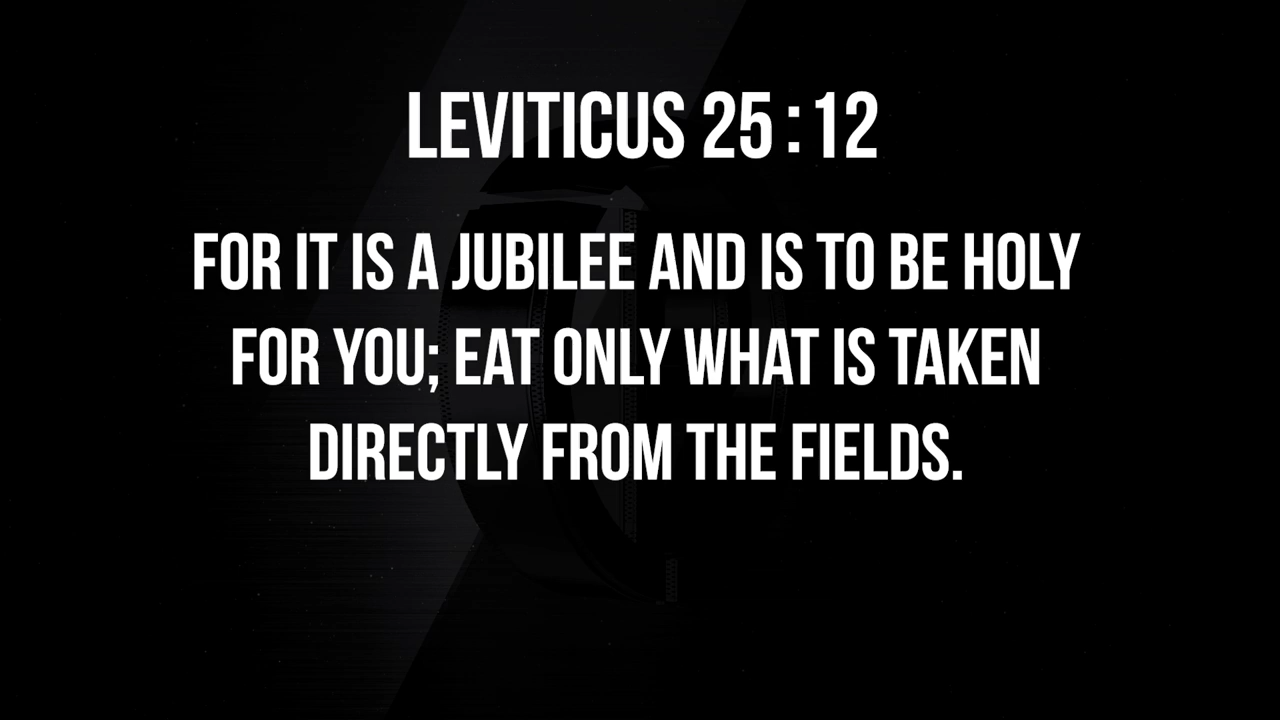 LEVITICUS 25:12
FOR IT IS A JUBILEE AND IS TO BE HOLY
FOR YOU; EAT ONLY WHAT IS TAKEN
DIRECTLY FROM THE FIELDS.